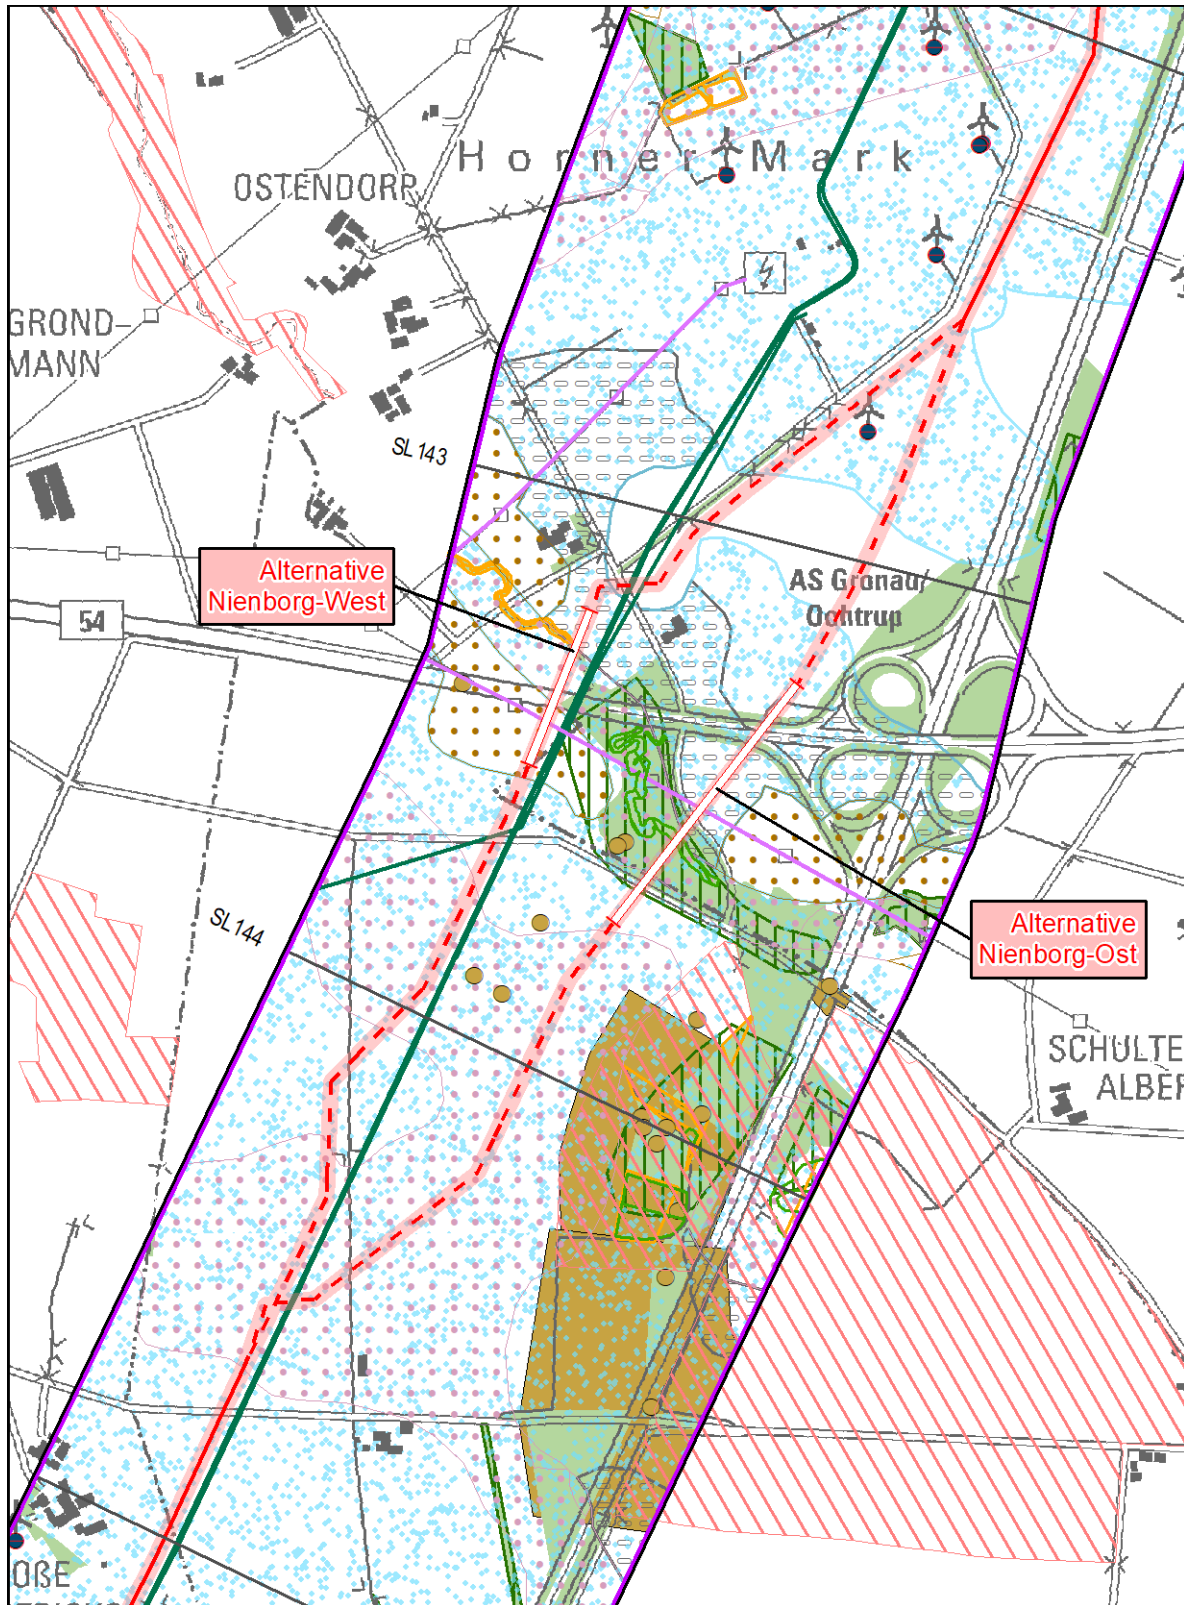 Horner Mark
OSTENDORP
GROND-
MANN
SL 143
Alternative
Nienborg-West
54
AS Gronau/
Ochtrup
SL 144
Alternative
Nienborg-Ost
SCHULTE
ALBER
OßE